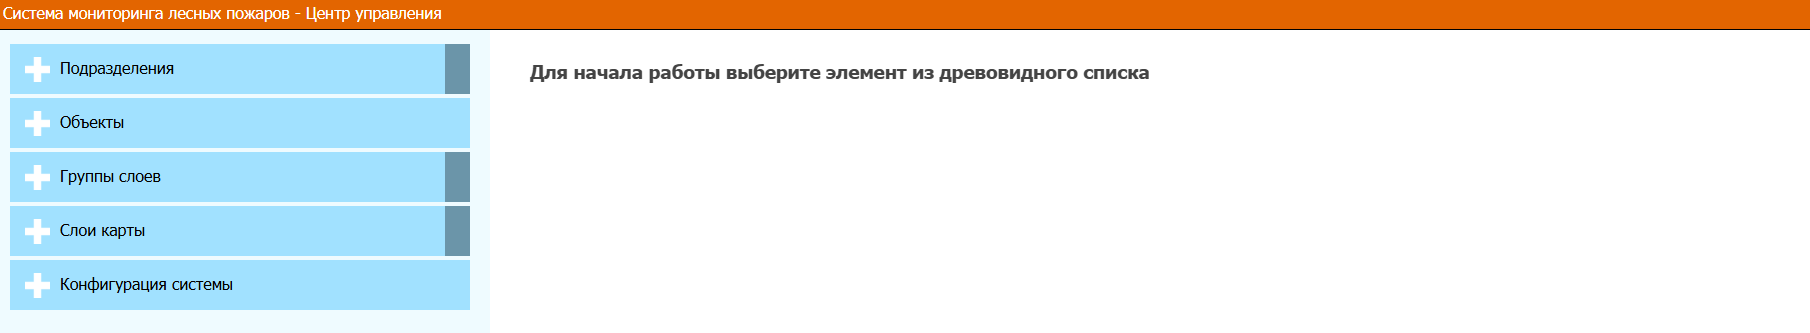 Система мониторинга лесных пожаров - Центр управления
Подразделения
Для начала работы выберите элемент из древовидного списка
Объекты
Группы слоев
Слои карты
Конфигурация системы